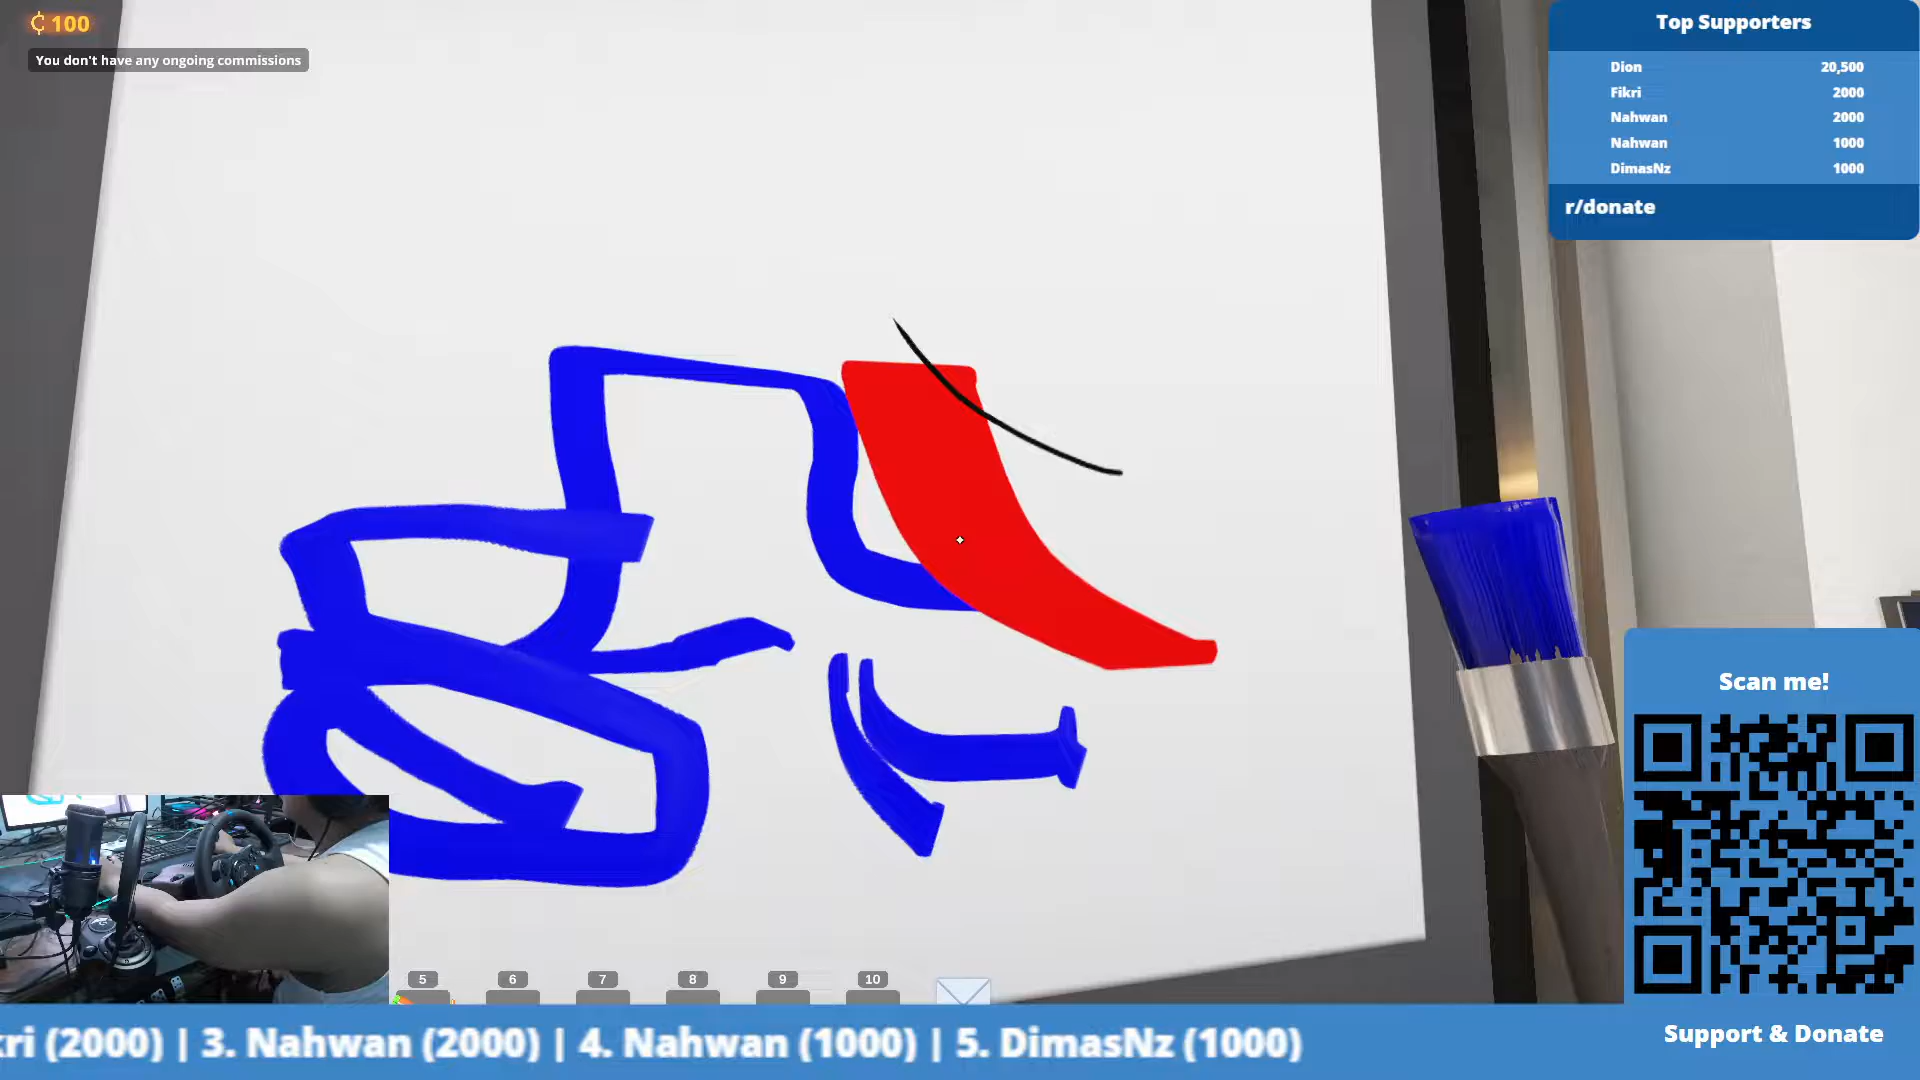 100
You don't have any ongoing commissions
Top Supporters
Dion 20,500
Fikri 2000
Nahwan 2000
Nahwan 1000
DimasNz 1000
r/donate
Scan me!
5 6 7 8 9 10
kri (2000) | 3. Nahwan (2000) | 4. Nahwan (1000) | 5. DimasNz (1000)
Support & Donate